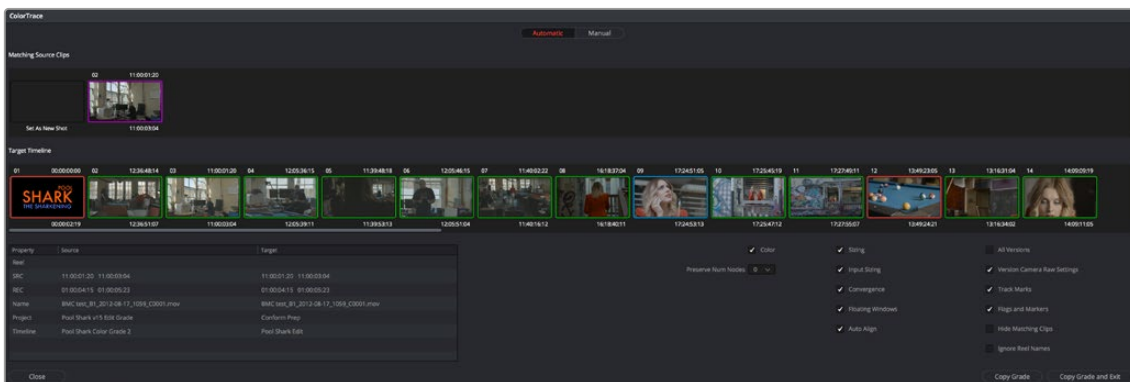 ColorTrace
Automatic Manual
Matching Source Clips
02 11:00:01:20
Set As New Shot 11:00:03:04
Target Timeline
01 00:00:00:00 02 12:36:48:14 03 11:00:01:20 04 12:05:36:15 05 11:39:48:19 06 12:05:46:15 07 11:40:02:22 08 16:18:37:04 09 17:24:51:05 10 17:25:45:19 11 17:27:49:11 12 13:49:23:05 13 13:16:31:04 14 14:09:09:19
POOL
SHARK
THE SHARKENING
00:00:02:19 12:36:51:07 11:00:03:04 12:05:39:11 11:39:53:13 12:05:51:04 11:40:16:12 16:18:40:11 17:24:53:13 17:25:47:12 17:27:55:07 13:49:24:21 13:16:34:02 14:09:11:05
Property Source Target
Reel
SRC 11:00:01:20 11:00:03:04 11:00:01:20 11:00:03:04
REC 01:00:04:15 01:00:05:23 01:00:04:15 01:00:05:23
Name BMC test_B1_2012-08-17_1059_C0001.mov BMC test_B1_2012-08-17_1059_C0001.mov
Project Pool Shark v15 Edit Grade Conform Prep
Timeline Pool Shark Color Grade 2 Pool Shark Edit
Color
Preserve Num Nodes 0
Sizing
Input Sizing
Convergence
Floating Windows
Auto Align
All Versions
Version Camera Raw Settings
Track Marks
Flags and Markers
Hide Matching Clips
Ignore Reel Names
Close Copy Grade Copy Grade and Exit